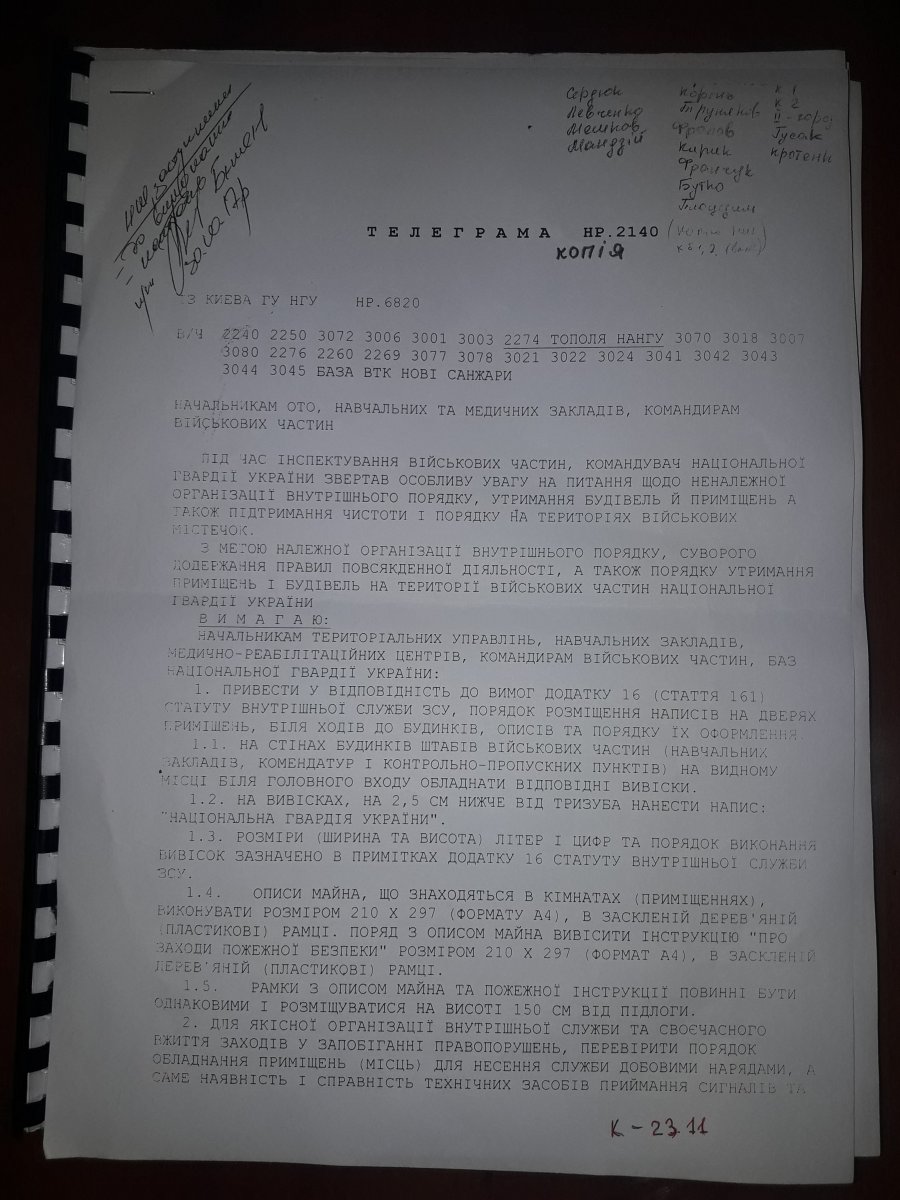 Сердюк
Левченко
Мандзій
Кирик
Франчук
Бутко
К 1
К 2
ІІ - город
Гусак
ТЕЛЕГРАМА НР.2140
КОПІЯ
ІЗ КИЕВА ГУ НГУ НР.6820
В/Ч 2240 2250 3072 3006 3001 3003 2274 ТОПОЛЯ НАНГУ 3070 3018 3007
3080 2276 2260 2269 3077 3078 3021 3022 3024 3041 3042 3043
3044 3045 БАЗА ВТК НОВІ САНЖАРИ
НАЧАЛЬНИКАМ ОТО, НАВЧАЛЬНИХ ТА МЕДИЧНИХ ЗАКЛАДІВ, КОМАНДИРАМ
ВІЙСЬКОВИХ ЧАСТИН
ПІД ЧАС ІНСПЕКТУВАННЯ ВІЙСЬКОВИХ ЧАСТИН, КОМАНДУВАЧ НАЦІОНАЛЬНОЇ
ГВАРДІЇ УКРАЇНИ ЗВЕРТАВ ОСОБЛИВУ УВАГУ НА ПИТАННЯ ЩОДО НЕНАЛЕЖНОЇ
ОРГАНІЗАЦІЇ ВНУТРІШНЬОГО ПОРЯДКУ, УТРИМАННЯ БУДІВЕЛЬ Й ПРИМІЩЕНЬ А
ТАКОЖ ПІДТРИМАННЯ ЧИСТОТИ І ПОРЯДКУ НА ТЕРИТОРІЯХ ВІЙСЬКОВИХ
МІСТЕЧОК.
З МЕТОЮ НАЛЕЖНОЇ ОРГАНІЗАЦІЇ ВНУТРІШНЬОГО ПОРЯДКУ, СУВОРОГО
ДОДЕРЖАННЯ ПРАВИЛ ПОВСЯКДЕННОЇ ДІЯЛЬНОСТІ, А ТАКОЖ ПОРЯДКУ УТРИМАННЯ
ПРИМІЩЕНЬ І БУДІВЕЛЬ НА ТЕРИТОРІЇ ВІЙСЬКОВИХ ЧАСТИН НАЦІОНАЛЬНОЇ
ГВАРДІЇ УКРАЇНИ
В И М А Г А Ю:
НАЧАЛЬНИКАМ ТЕРИТОРІАЛЬНИХ УПРАВЛІНЬ, НАВЧАЛЬНИХ ЗАКЛАДІВ,
МЕДИЧНО-РЕАБІЛІТАЦІЙНИХ ЦЕНТРІВ, КОМАНДИРАМ ВІЙСЬКОВИХ ЧАСТИН, БАЗ
НАЦІОНАЛЬНОЇ ГВАРДІЇ УКРАЇНИ:
1. ПРИВЕСТИ У ВІДПОВІДНІСТЬ ДО ВИМОГ ДОДАТКУ 16 (СТАТТЯ 161)
СТАТУТУ ВНУТРІШНЬОЇ СЛУЖБИ ЗСУ, ПОРЯДОК РОЗМІЩЕННЯ НАПИСІВ НА ДВЕРЯХ
ПРИМІШЕНЬ, БІЛЯ ХОДІВ ДО БУДИНКІВ, ОПИСІВ ТА ПОРЯДКУ ЇХ ОФОРМЛЕННЯ.
1.1. НА СТІНАХ БУДИНКІВ ШТАБІВ ВІЙСЬКОВИХ ЧАСТИН (НАВЧАЛЬНИХ
ЗАКЛАДІВ, КОМЕНДАТУР І КОНТРОЛЬНО-ПРОПУСКНИХ ПУНКТІВ) НА ВИДНОМУ
МІСЦІ БІЛЯ ГОЛОВНОГО ВХОДУ ОБЛАДНАТИ ВІДПОВІДНІ ВИВІСКИ.
1.2. НА ВИВІСКАХ, НА 2,5 СМ НИЖЧЕ ВІД ТРИЗУБА НАНЕСТИ НАПИС:
"НАЦІОНАЛЬНА ГВАРДІЯ УКРАЇНИ".
1.3. РОЗМІРИ (ШИРИНА ТА ВИСОТА) ЛІТЕР І ЦИФР ТА ПОРЯДОК ВИКОНАННЯ
ВИВІСОК ЗАЗНАЧЕНО В ПРИМІТКАХ ДОДАТКУ 16 СТАТУТУ ВНУТРІШНЬОЇ СЛУЖБИ
ЗСУ.
1.4. ОПИСИ МАЙНА, ЩО ЗНАХОДЯТЬСЯ В КІМНАТАХ (ПРИМІЩЕННЯХ),
ВИКОНУВАТИ РОЗМІРОМ 210 Х 297 (ФОРМАТУ А4), В ЗАСКЛЕНІЙ ДЕРЕВ'ЯНІЙ
(ПЛАСТИКОВІ) РАМЦІ. ПОРЯД З ОПИСОМ МАЙНА ВИВІСИТИ ІНСТРУКЦІЮ "ПРО
ЗАХОДИ ПОЖЕЖНОЇ БЕЗПЕКИ" РОЗМІРОМ 210 Х 297 (ФОРМАТ А4), В ЗАСКЛЕНІЙ
ДЕРЕВ'ЯНІЙ (ПЛАСТИКОВІ) РАМЦІ.
1.5. РАМКИ З ОПИСОМ МАЙНА ТА ПОЖЕЖНОЇ ІНСТРУКЦІЇ ПОВИННІ БУТИ
ОДНАКОВИМИ І РОЗМІЩУВАТИСЯ НА ВИСОТІ 150 СМ ВІД ПІДЛОГИ.
2. ДЛЯ ЯКІСНОЇ ОРГАНІЗАЦІЇ ВНУТРІШНЬОЇ СЛУЖБИ ТА СВОЄЧАСНОГО
ВЖИТТЯ ЗАХОДІВ У ЗАПОБІГАННІ ПРАВОПОРУШЕНЬ, ПЕРЕВІРИТИ ПОРЯДОК
ОБЛАДНАННЯ ПРИМІЩЕНЬ (МІСЦЬ) ДЛЯ НЕСЕННЯ СЛУЖБИ ДОБОВИМИ НАРЯДАМИ, А
САМЕ НАЯВНІСТЬ І СПРАВНІСТЬ ТЕХНІЧНИХ ЗАСОБІВ ПРИЙМАННЯ СИГНАЛІВ ТА
К - 23.11